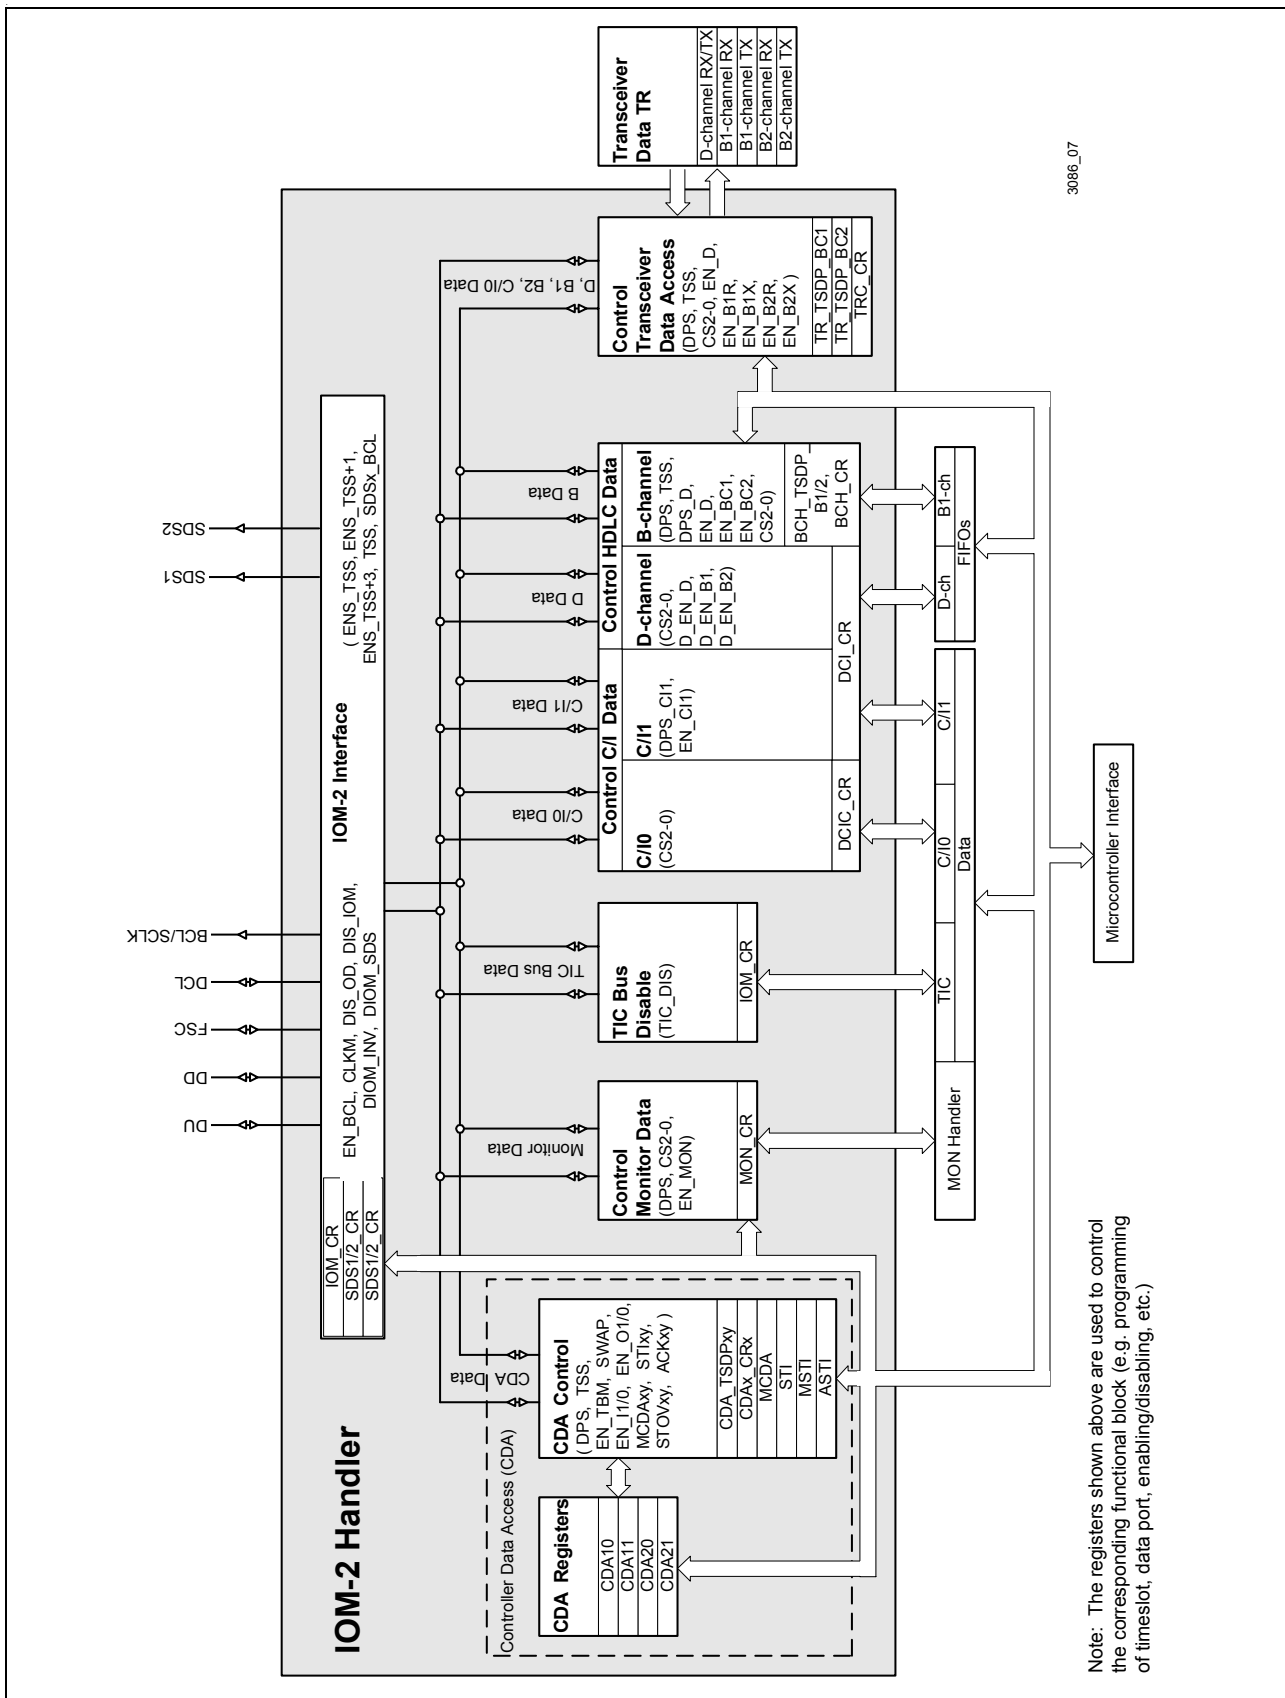 IOM-2 Handler
DU
DD
FSC
DCL
BCL/SCLK
SDS1
SDS2
IOM_CR
SDS1/2_CR
SDS1/2_CR
IOM-2 Interface
EN_BCL, CLKM, DIS_OD, DIS_IOM,
DIOM_INV, DIOM_SDS
( ENS_TSS, ENS_TSS+1,
ENS_TSS+3, TSS, SDSx_BCL
Controller Data Access (CDA)
CDA Data
Monitor Data
TIC Bus Data
C/I0 Data
C/I1 Data
D Data
B Data
D, B1, B2, C/I0 Data
CDA Registers
CDA10
CDA11
CDA20
CDA21
CDA Control
( DPS, TSS,
EN_TBM, SWAP,
EN_I1/0, EN_O1/0,
MCDAxy, STIxy,
STOVxy, ACKxy )
CDA_TSDPxy
CDAx_CRx
MCDA
STI
MSTI
ASTI
Control
Monitor Data
(DPS, CS2-0,
EN_MON)
MON_CR
TIC Bus
Disable
(TIC_DIS)
IOM_CR
Control C/I Data
C/I0
(CS2-0)
DCIC_CR
C/I1
(DPS_CI1,
EN_CI1)
Control HDLC Data
D-channel
(CS2-0,
D_EN_D,
D_EN_B1,
D_EN_B2)
DCI_CR
B-channel
(DPS, TSS,
DPS_D,
EN_D,
EN_BC1,
EN_BC2,
CS2-0)
BCH_TSDP_
B1/2,
BCH_CR
Control
Transceiver
Data Access
(DPS, TSS,
CS2-0, EN_D,
EN_B1R,
EN_B1X,
EN_B2R,
EN_B2X )
TR_TSDP_BC1
TR_TSDP_BC2
TRC_CR
Transceiver
Data TR
D-channel RX/TX
B1-channel RX
B1-channel TX
B2-channel RX
B2-channel TX
MON Handler
TIC
C/I0
C/I1
Data
D-ch
B1-ch
FIFOs
Microcontroller Interface
Note: The registers shown above are used to control
the corresponding functional block (e.g. programming
of timeslot, data port, enabling/disabling, etc.)
3086_07